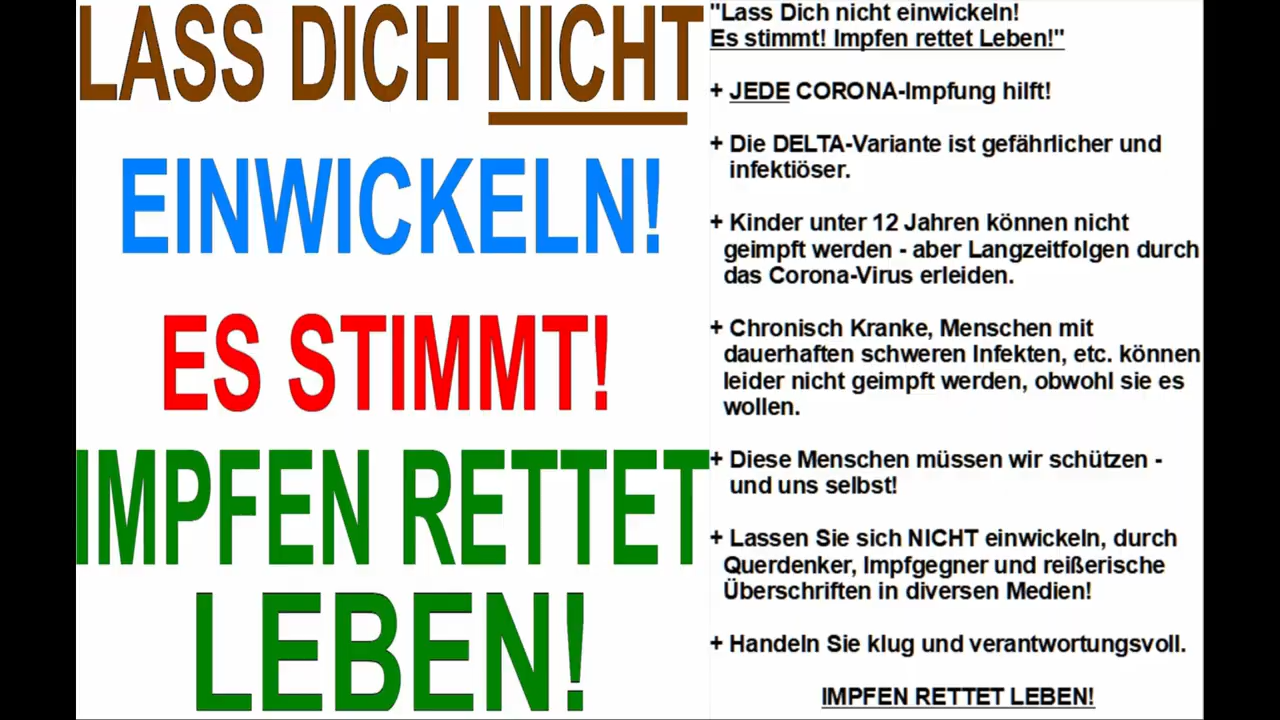 LASS DICH NICHT
EINWICKELN!
ES STIMMT!
IMPFEN RETTET
LEBEN!
"Lass Dich nicht einwickeln!
Es stimmt! Impfen rettet Leben!"
+ JEDE CORONA-Impfung hilft!
+ Die DELTA-Variante ist gefährlicher und
infektiöser.
+ Kinder unter 12 Jahren können nicht
geimpft werden - aber Langzeitfolgen durch
das Corona-Virus erleiden.
+ Chronisch Kranke, Menschen mit
dauerhaften schweren Infekten, etc. können
leider nicht geimpft werden, obwohl sie es
wollen.
+ Diese Menschen müssen wir schützen -
und uns selbst!
+ Lassen Sie sich NICHT einwickeln, durch
Querdenker, Impfgegner und reißerische
Überschriften in diversen Medien!
+ Handeln Sie klug und verantwortungsvoll.
IMPFEN RETTET LEBEN!